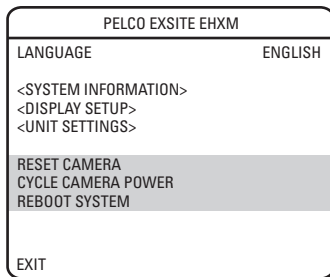 PELCO EXSITE EHXM
LANGUAGE ENGLISH
<SYSTEM INFORMATION>
<DISPLAY SETUP>
<UNIT SETTINGS>
RESET CAMERA
CYCLE CAMERA POWER
REBOOT SYSTEM
EXIT